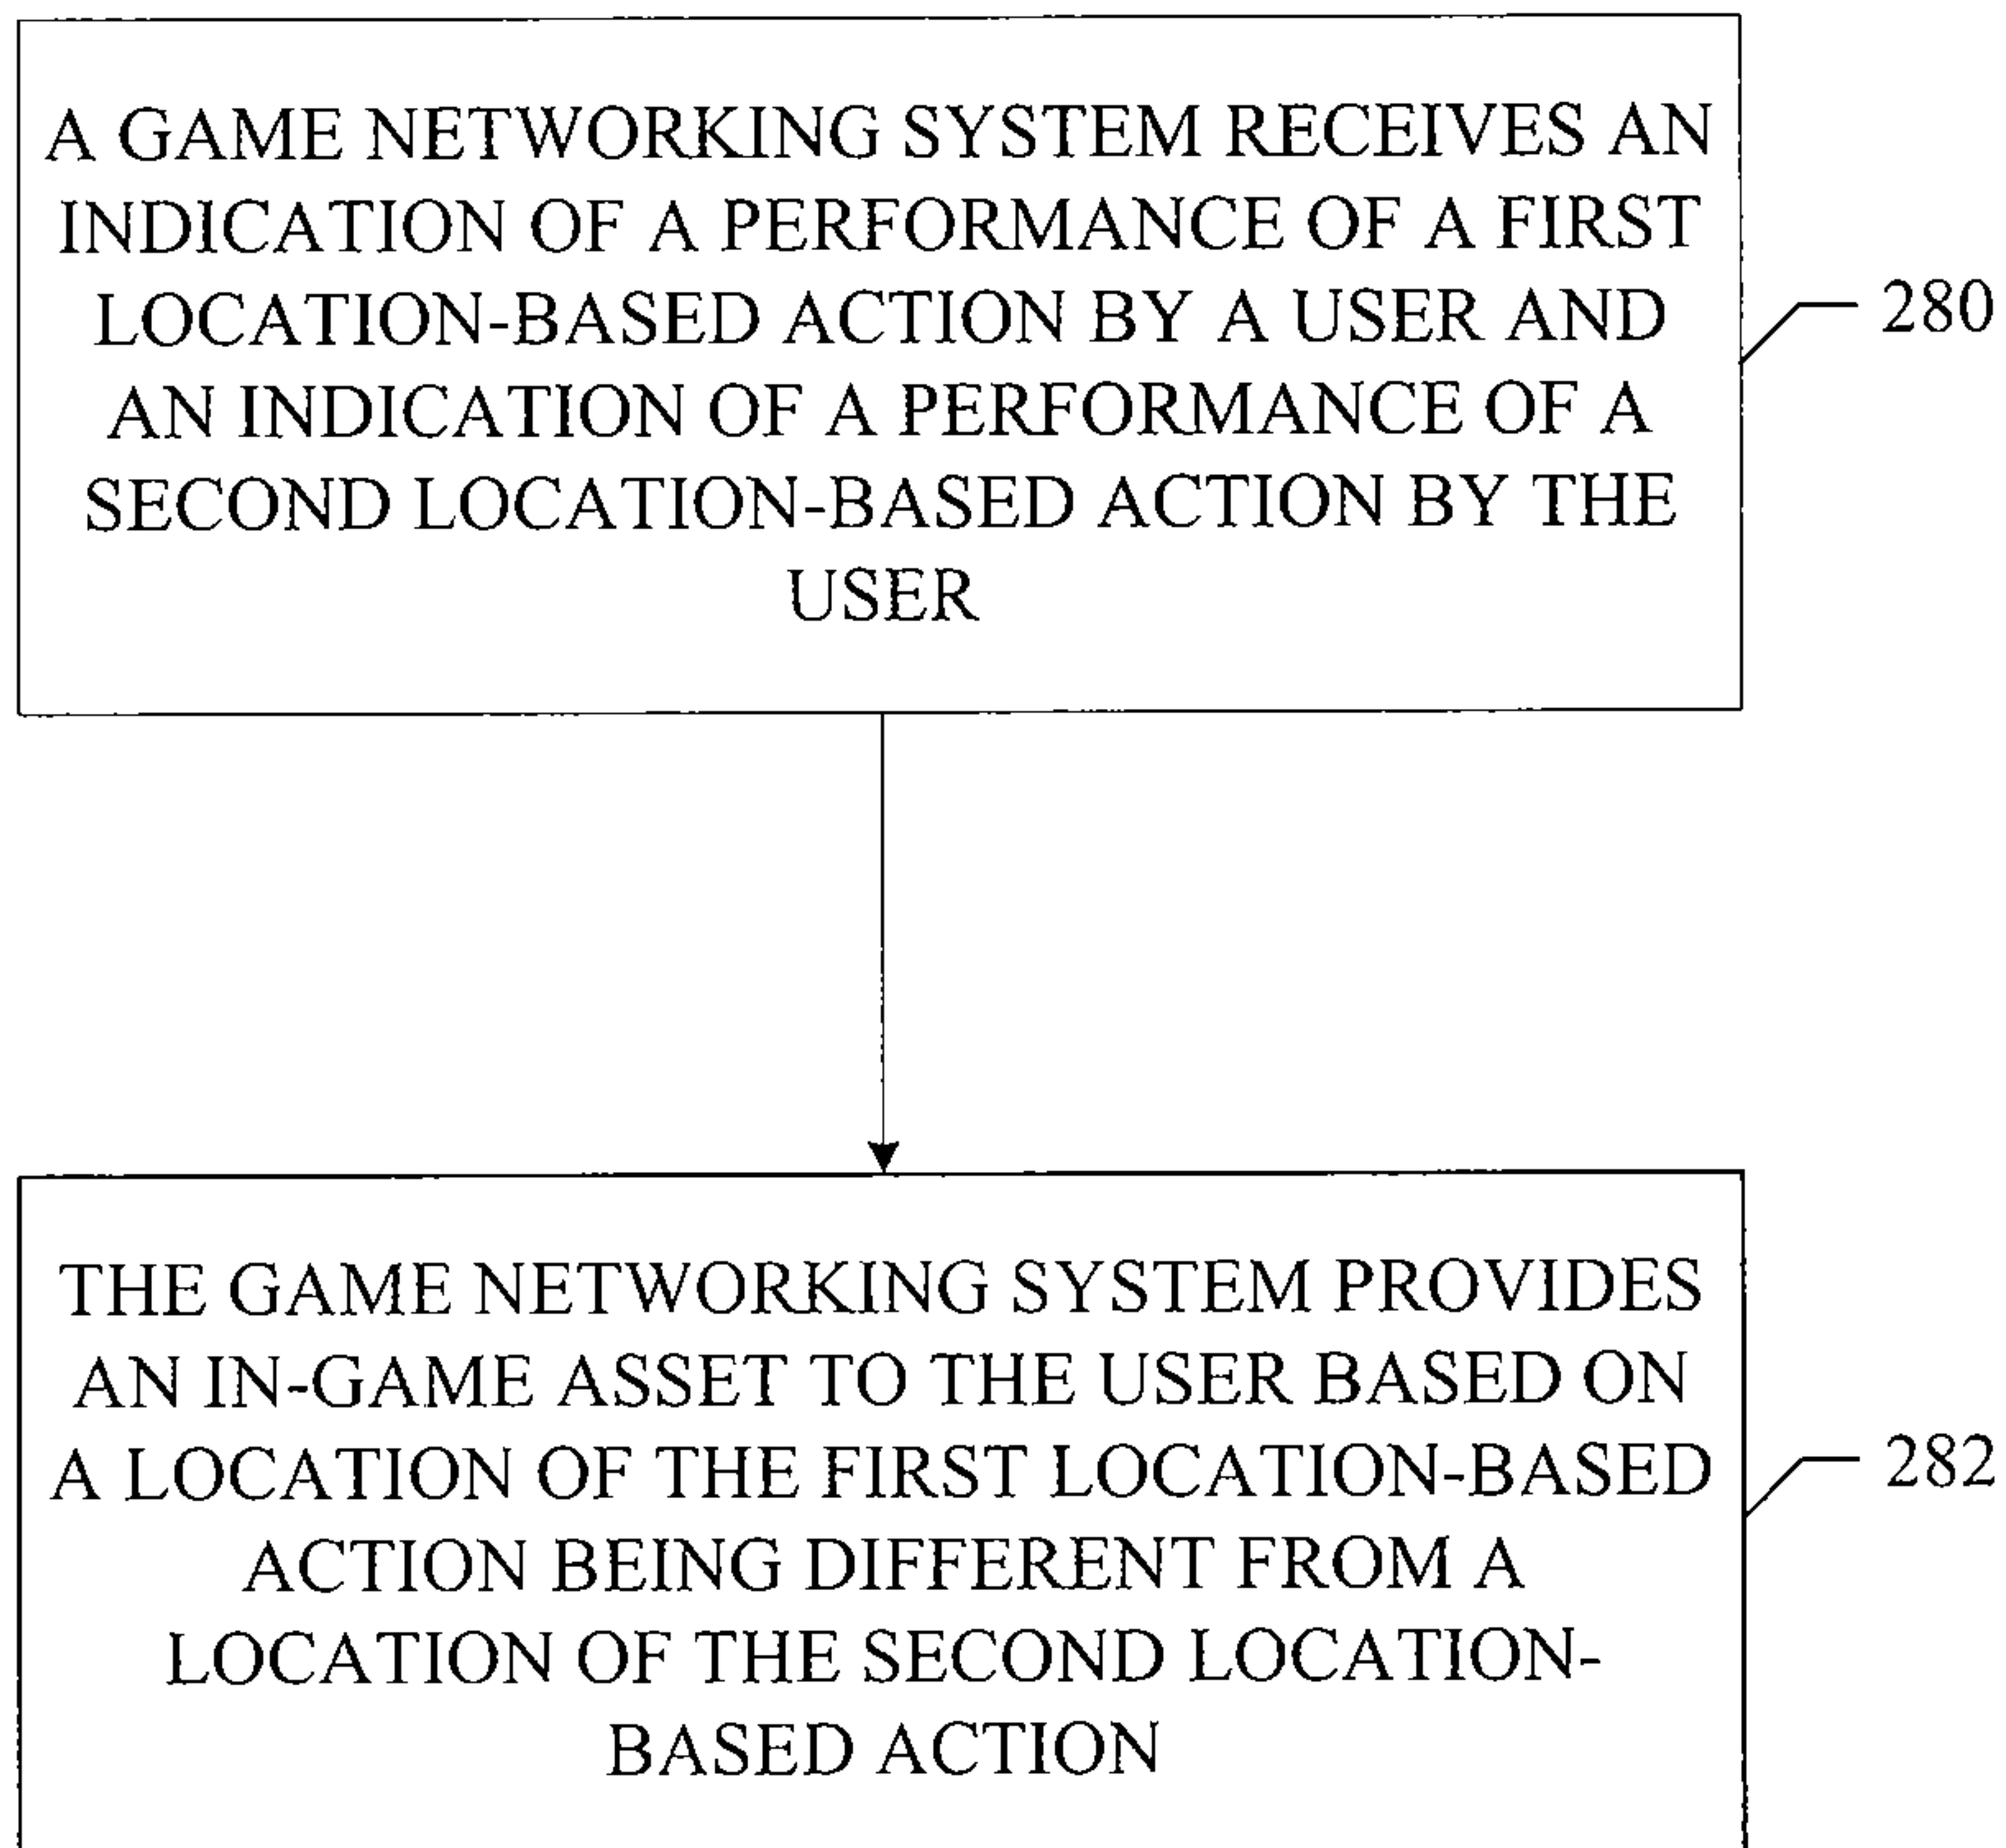 A GAME NETWORKING SYSTEM RECEIVES AN
INDICATION OF A PERFORMANCE OF A FIRST
LOCATION-BASED ACTION BY A USER AND
AN INDICATION OF A PERFORMANCE OF A
SECOND LOCATION-BASED ACTION BY THE
USER
280
THE GAME NETWORKING SYSTEM PROVIDES
AN IN-GAME ASSET TO THE USER BASED ON
A LOCATION OF THE FIRST LOCATION-BASED
ACTION BEING DIFFERENT FROM A
LOCATION OF THE SECOND LOCATION-
BASED ACTION
282